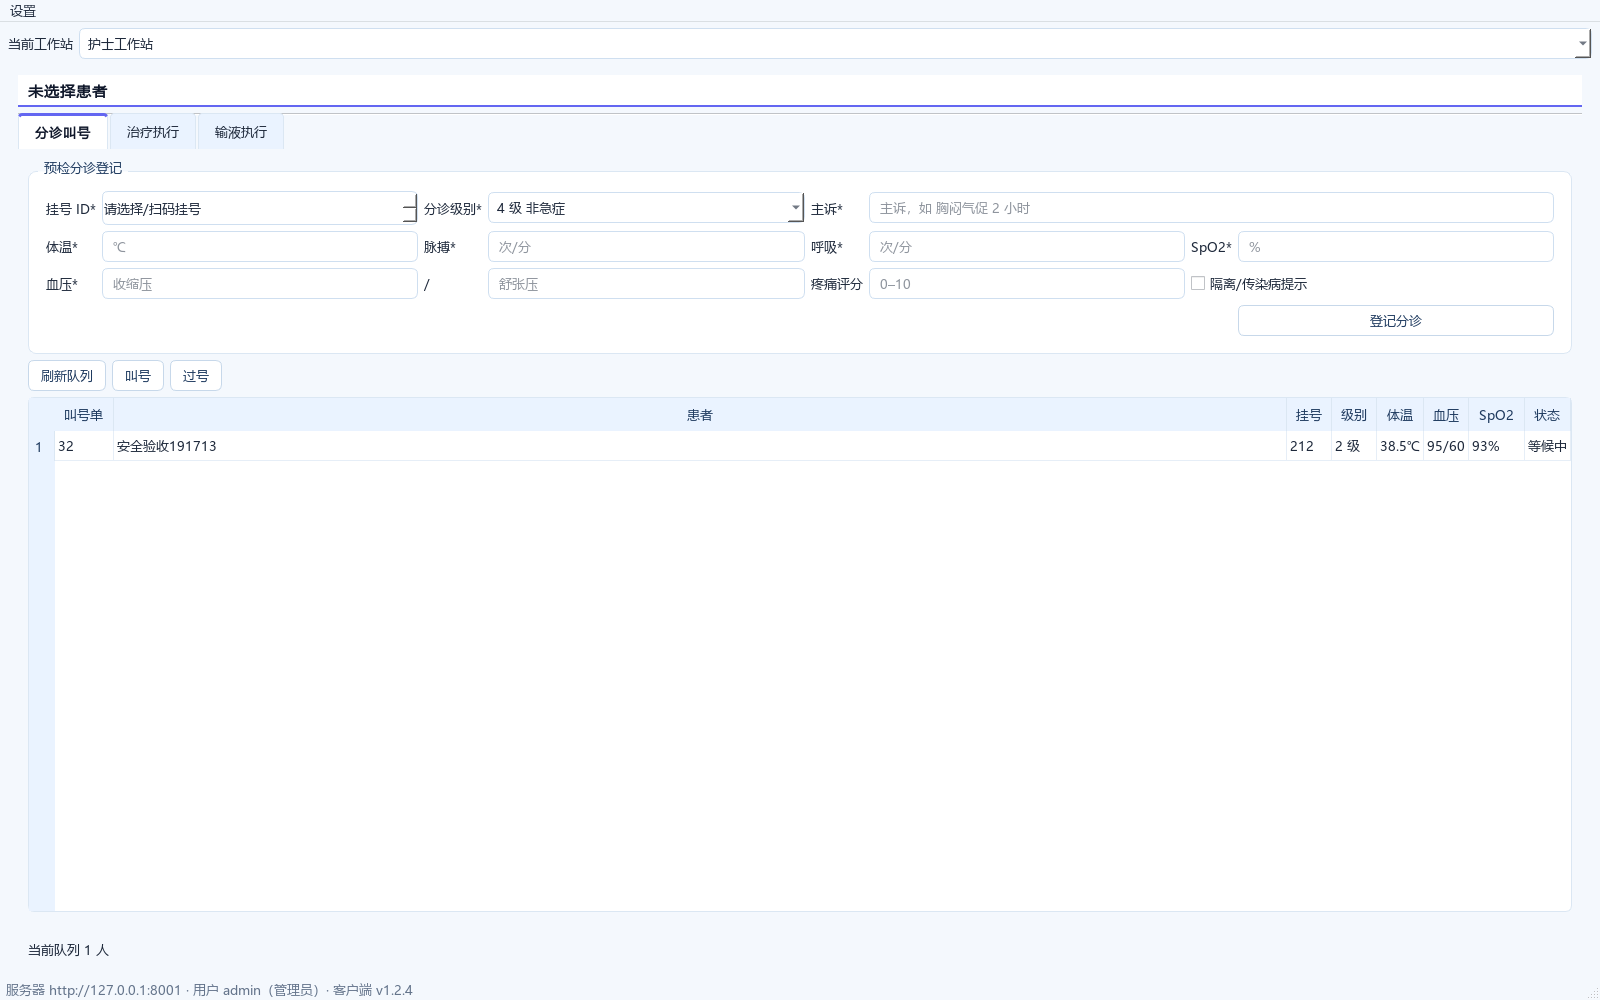 设置
当前工作站 护士工作站
未选择患者
分诊叫号 治疗执行 输液执行
预检分诊登记
挂号 ID* 请选择/扫码挂号 分诊级别* 4 级 非急症 主诉* 主诉，如 胸闷气促 2 小时
体温* ℃ 脉搏* 次/分 呼吸* 次/分 SpO2* %
血压* 收缩压 / 舒张压 疼痛评分 0–10 隔离/传染病提示
登记分诊
刷新队列 叫号 过号
叫号单 患者 挂号 级别 体温 血压 SpO2 状态
1 32 安全验收191713 212 2 级 38.5℃ 95/60 93% 等候中
当前队列 1 人
服务器 http://127.0.0.1:8001 · 用户 admin（管理员）· 客户端 v1.2.4